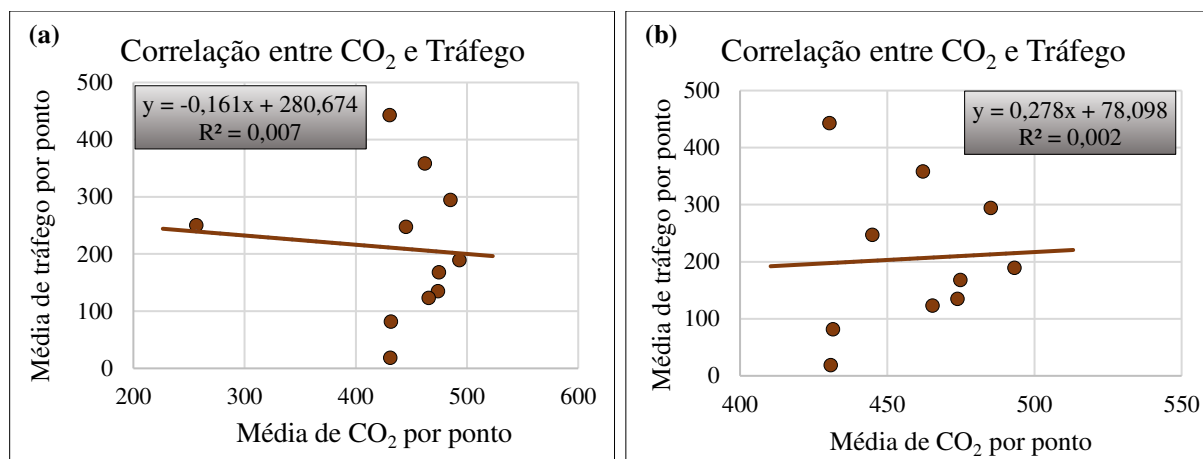 (a)
Correlação entre CO₂ e Tráfego
y = -0,161x + 280,674
R² = 0,007
Média de tráfego por ponto
500
400
300
200
100
0
200 300 400 500 600
Média de CO₂ por ponto
(b)
Correlação entre CO₂ e Tráfego
y = 0,278x + 78,098
R² = 0,002
Média de tráfego por ponto
500
400
300
200
100
0
400 450 500 550
Média de CO₂ por ponto